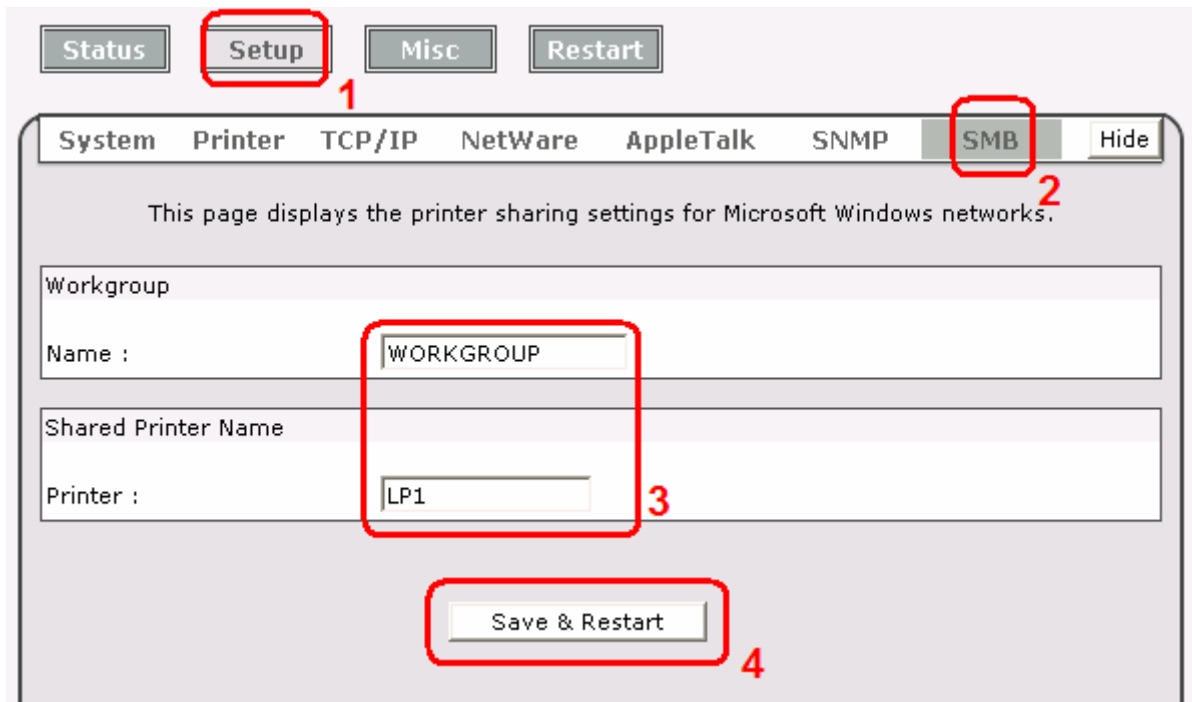 Status Setup Misc Restart
1
System Printer TCP/IP NetWare AppleTalk SNMP SMB Hide
2
This page displays the printer sharing settings for Microsoft Windows networks.
Workgroup
Name : WORKGROUP
Shared Printer Name
Printer : LP1
3
Save & Restart
4